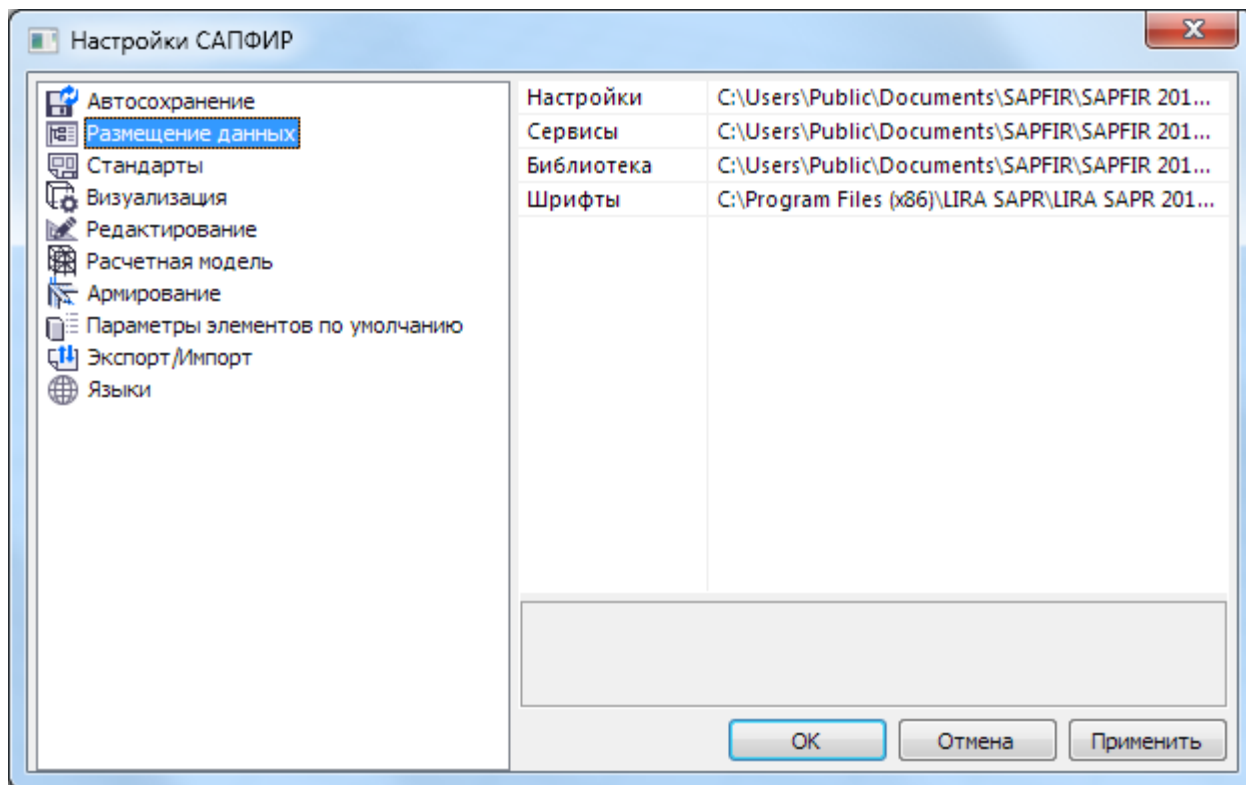 Настройки САПФИР
Автосохранение
Размещение данных
Стандарты
Визуализация
Редактирование
Расчетная модель
Армирование
Параметры элементов по умолчанию
Экспорт/Импорт
Языки
Настройки C:\Users\Public\Documents\SAPFIR\SAPFIR 201...
Сервисы C:\Users\Public\Documents\SAPFIR\SAPFIR 201...
Библиотека C:\Users\Public\Documents\SAPFIR\SAPFIR 201...
Шрифты C:\Program Files (x86)\LIRA SAPR\LIRA SAPR 201...
OK Отмена Применить